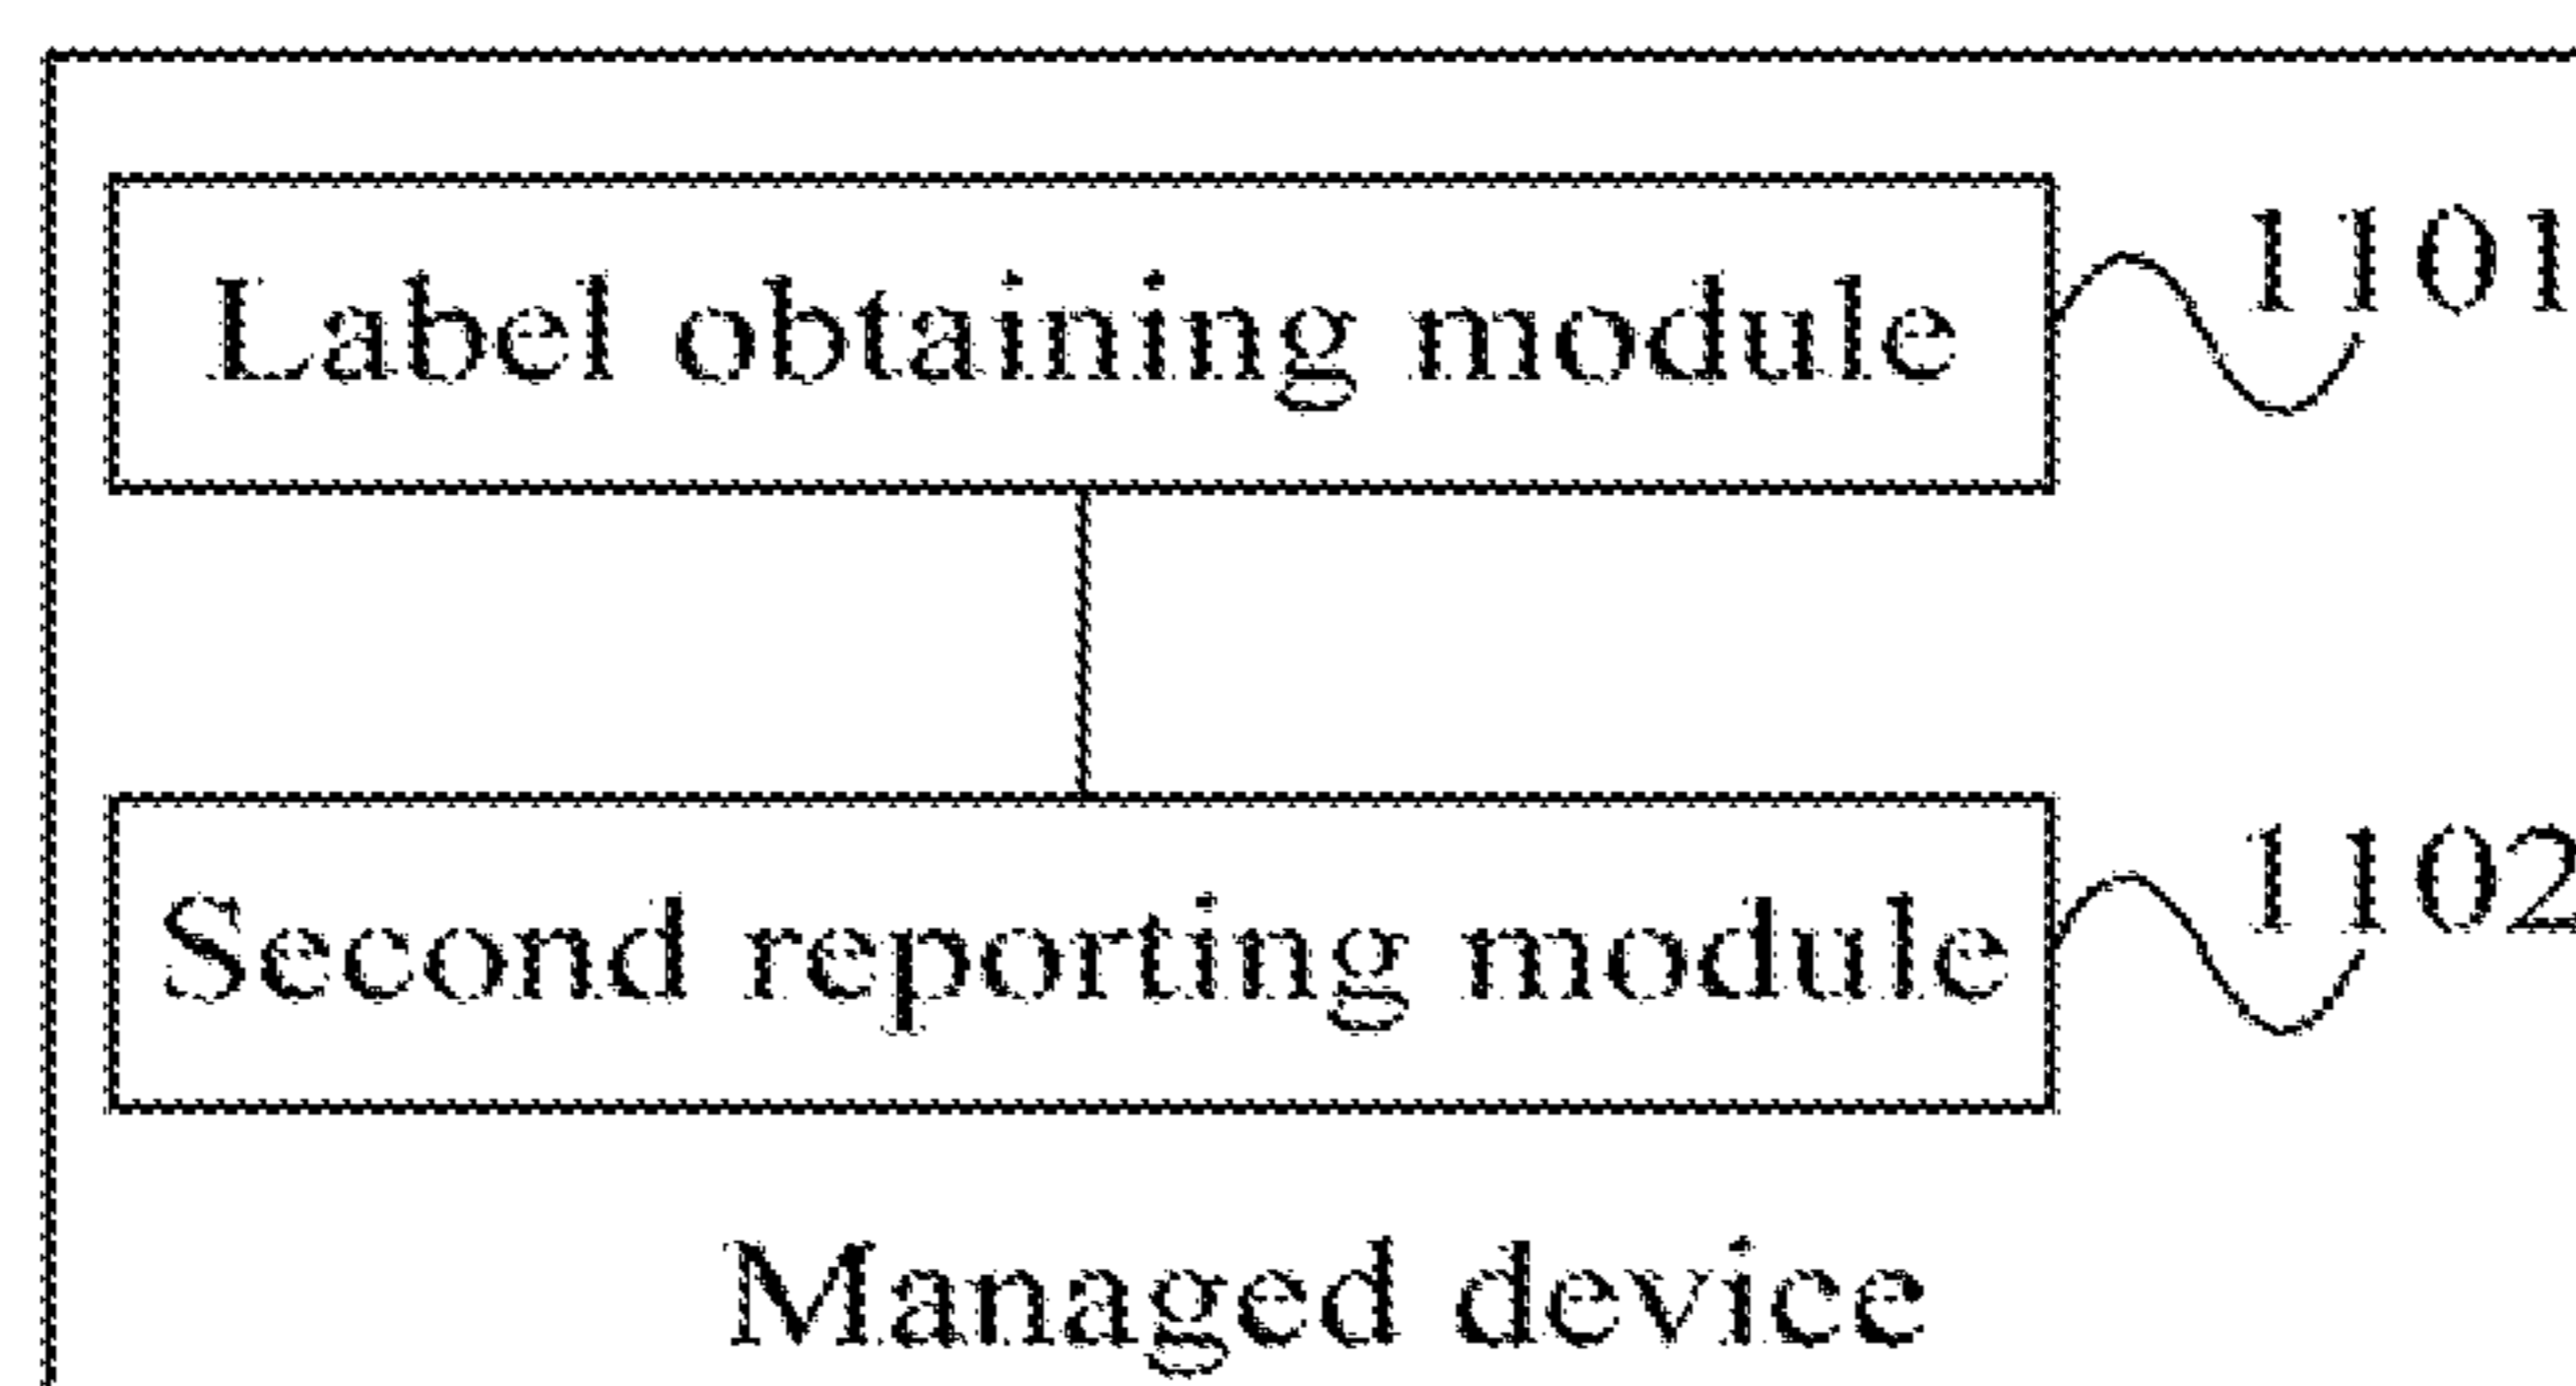 Label obtaining module
1101
Second reporting module
1102
Managed device